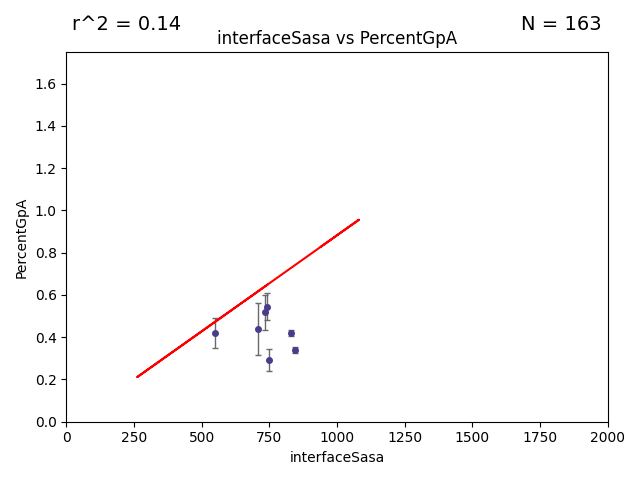 r^2 = 0.14
N = 163
interfaceSasa vs PercentGpA
PercentGpA
1.6
1.4
1.2
1.0
0.8
0.6
0.4
0.2
0.0
0 250 500 750 1000 1250 1500 1750 2000
interfaceSasa